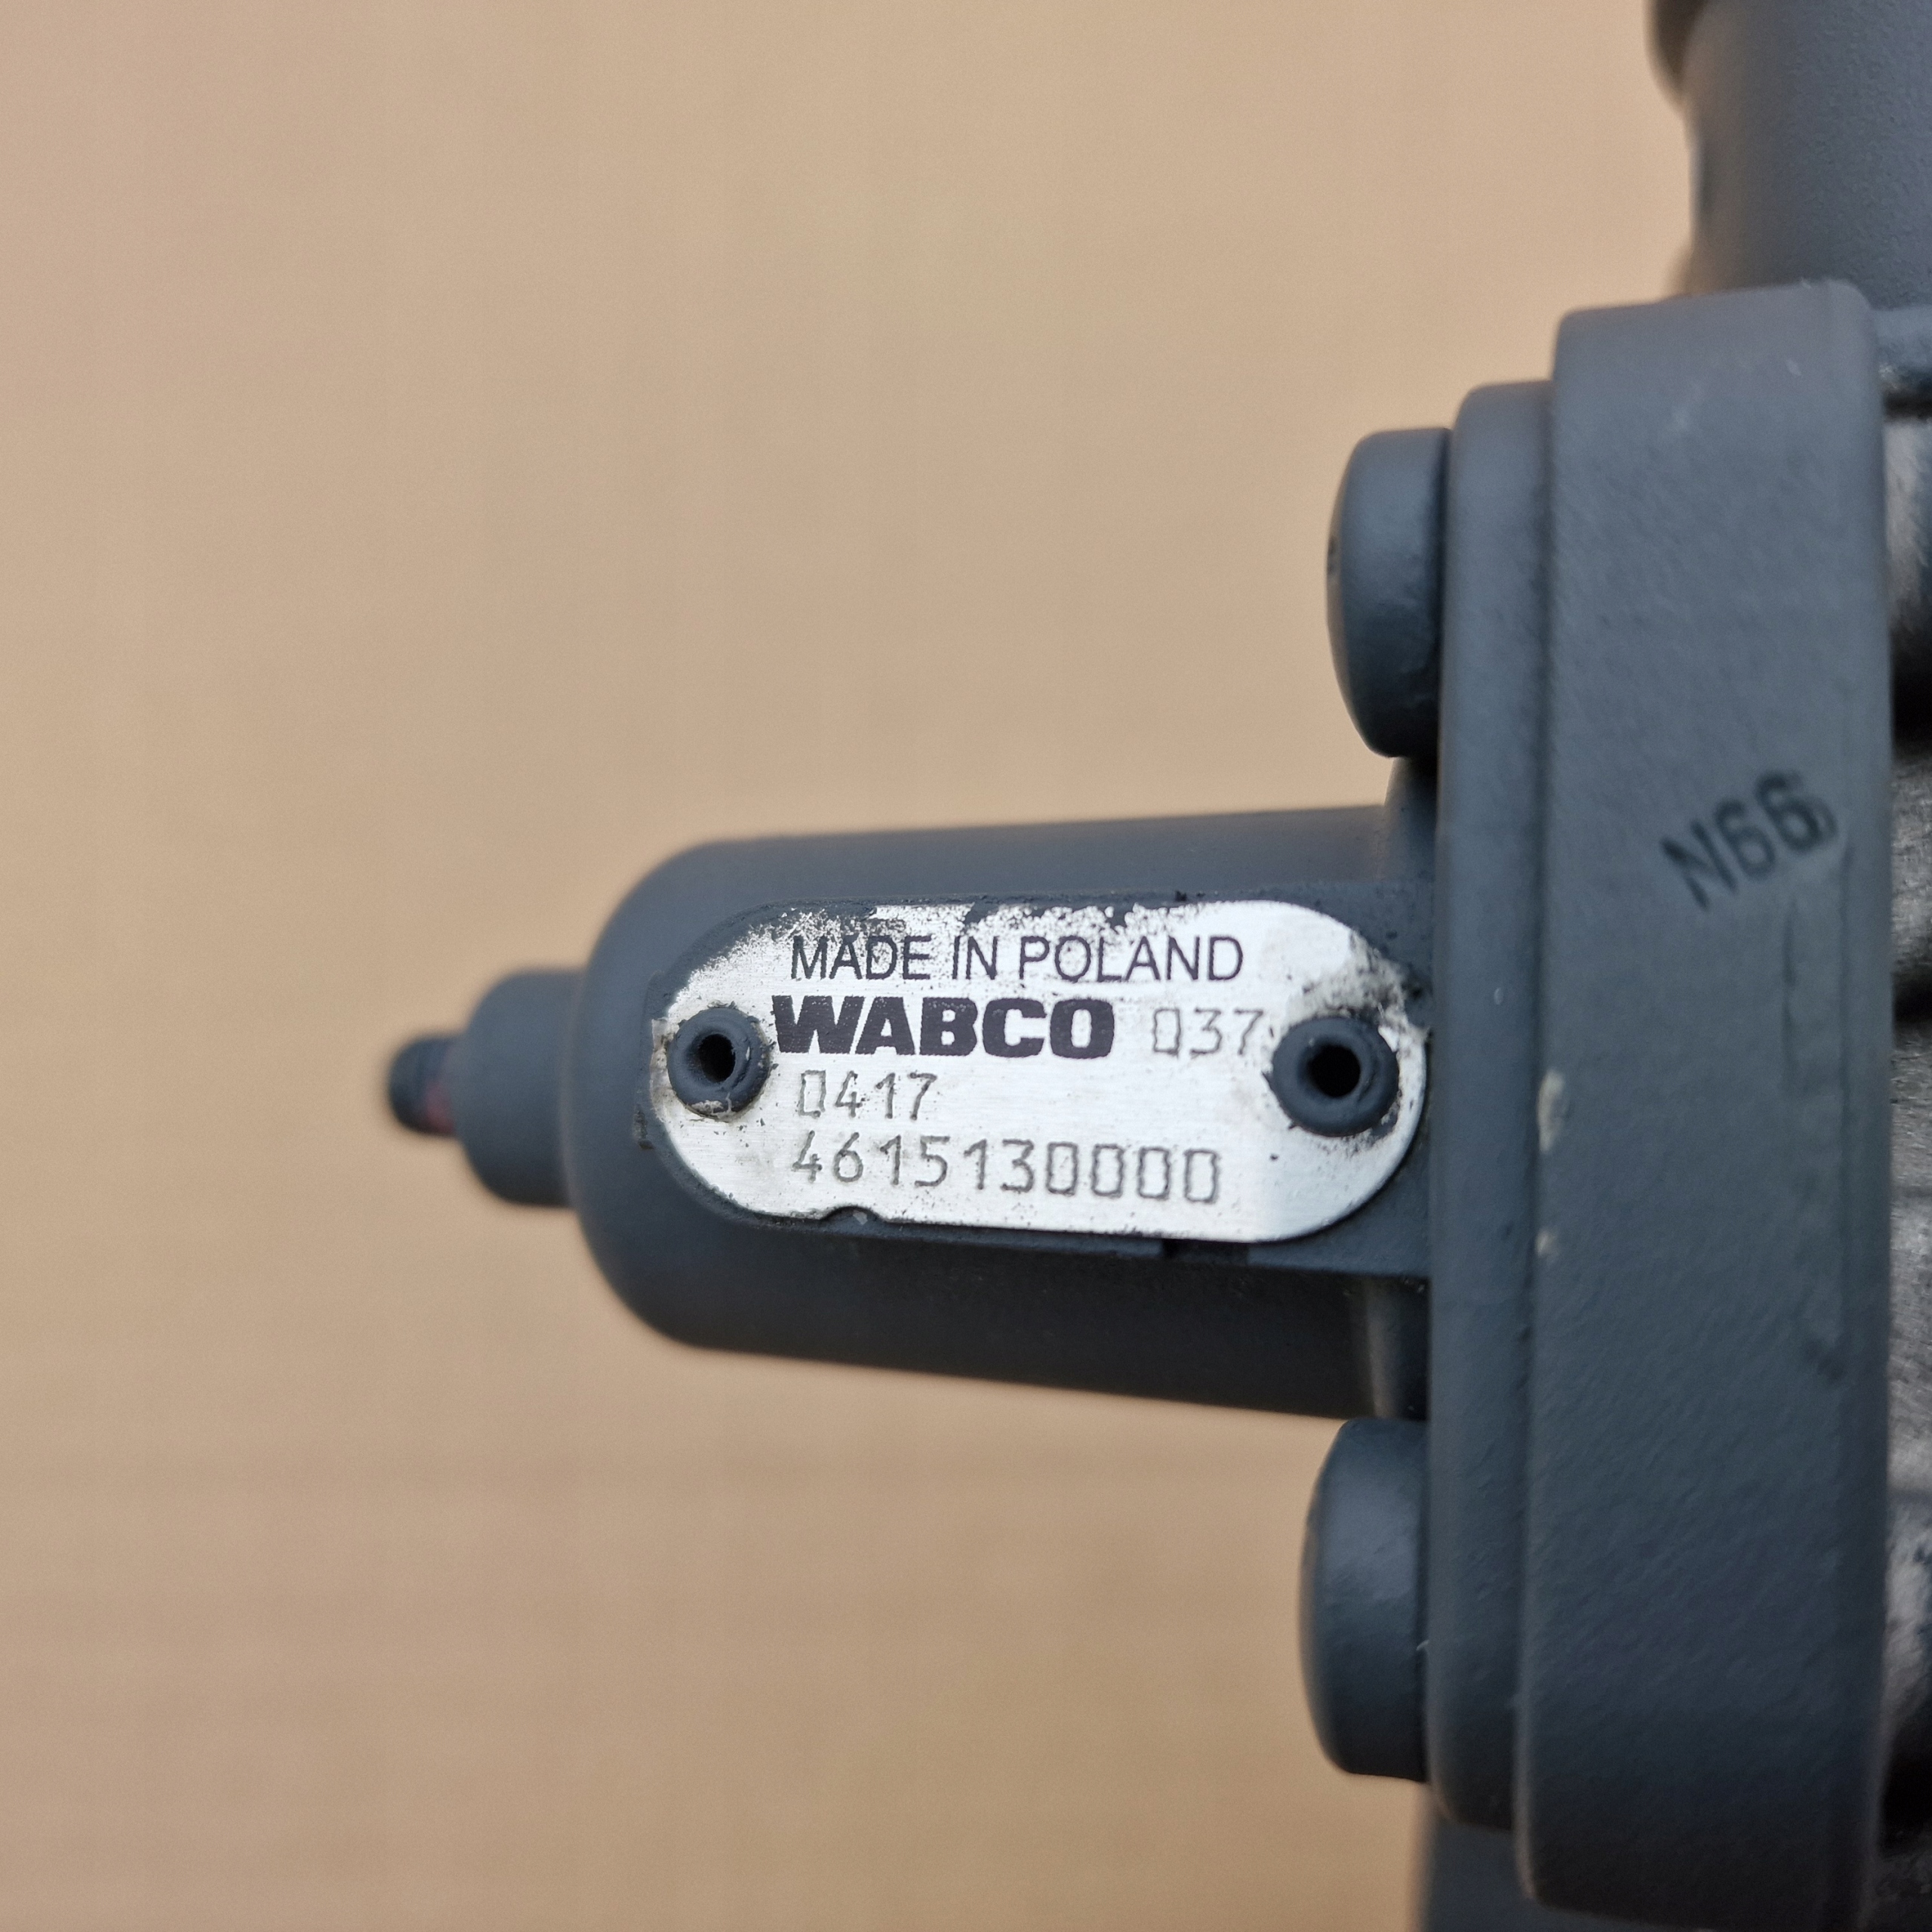 MADE IN POLAND
WABCO 037
0417
4615130000
N66